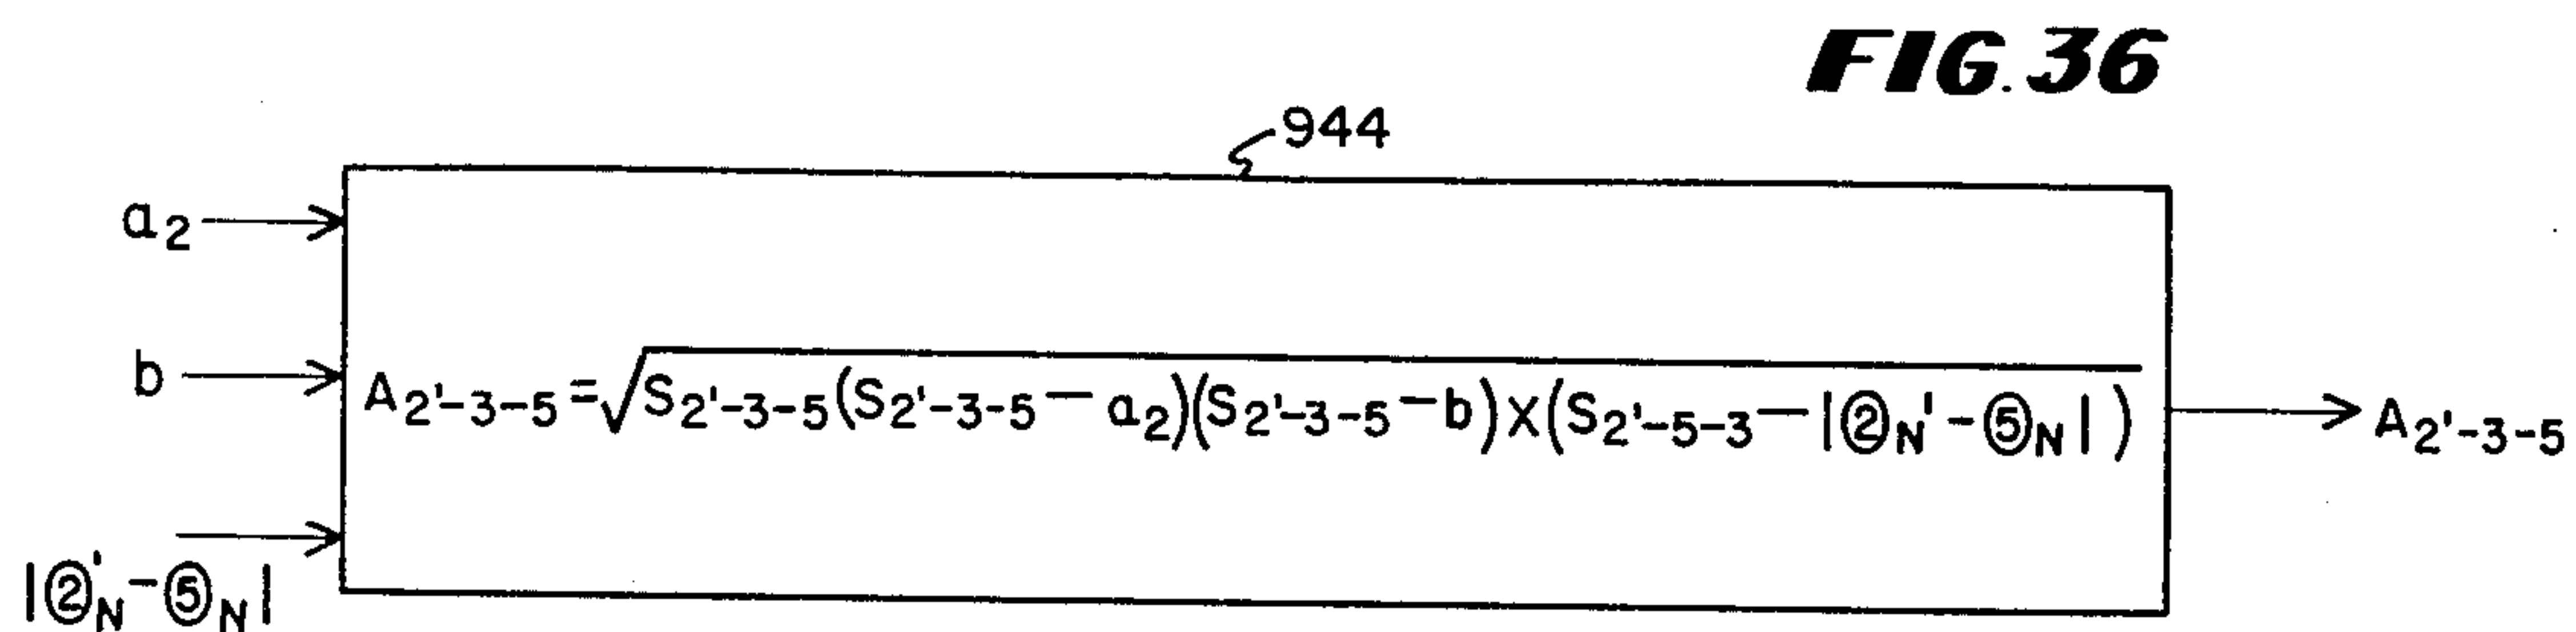 FIG. 36
944
a₂
b
A₂'₋₃₋₅ = √S₂'₋₃₋₅(S₂'₋₃₋₅ — a₂)(S₂'₋₃₋₅ — b) X (S₂'₋₅₋₃ — |②N' - ⑤N|)
A₂'₋₃₋₅
|②'N - ⑤N|